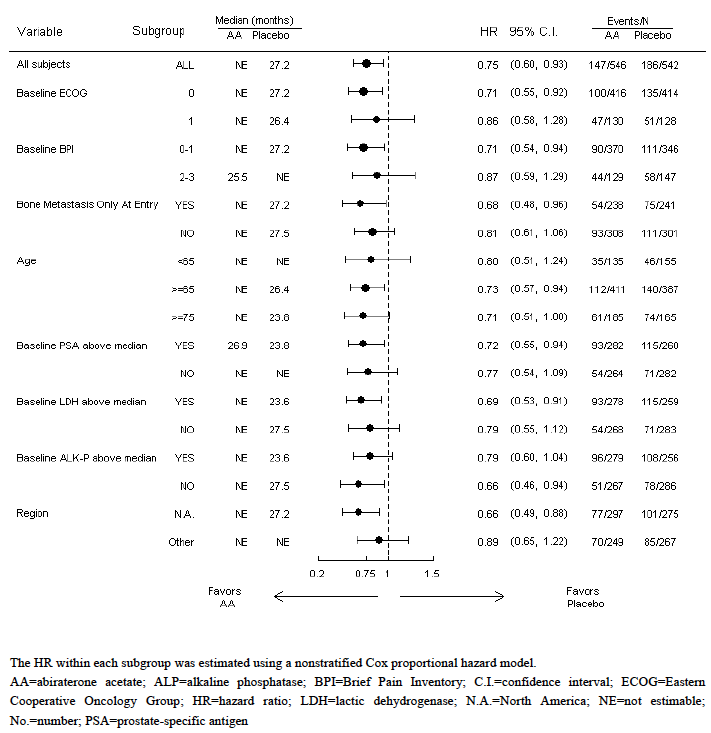 Median (months) Events/N
Variable Subgroup AA Placebo HR 95% C.I. AA Placebo
All subjects ALL NE 27.2 0.75 (0.60, 0.93) 147/546 186/542
Baseline ECOG 0 NE 27.2 0.71 (0.55, 0.92) 100/416 135/414
1 NE 26.4 0.86 (0.58, 1.28) 47/130 51/128
Baseline BPI 0-1 NE 27.2 0.71 (0.54, 0.94) 90/370 111/346
2-3 25.5 NE 0.87 (0.59, 1.29) 44/129 58/147
Bone Metastasis Only At Entry YES NE 27.2 0.68 (0.48, 0.96) 54/238 75/241
NO NE 27.5 0.81 (0.61, 1.06) 93/308 111/301
Age <65 NE NE 0.80 (0.51, 1.24) 35/135 46/155
>=65 NE 26.4 0.73 (0.57, 0.94) 112/411 140/387
>=75 NE 23.8 0.71 (0.51, 1.00) 61/185 74/165
Baseline PSA above median YES 26.9 23.8 0.72 (0.55, 0.94) 93/282 115/260
NO NE NE 0.77 (0.54, 1.09) 54/264 71/282
Baseline LDH above median YES NE 23.6 0.69 (0.53, 0.91) 93/278 115/259
NO NE 27.5 0.79 (0.55, 1.12) 54/268 71/283
Baseline ALK-P above median YES NE 23.6 0.79 (0.60, 1.04) 96/279 108/256
NO NE 27.5 0.66 (0.46, 0.94) 51/267 78/286
Region N.A. NE 27.2 0.66 (0.49, 0.88) 77/297 101/275
Other NE NE 0.89 (0.65, 1.22) 70/249 85/267
0.2 0.75 1 1.5
Favors Favors
AA Placebo
The HR within each subgroup was estimated using a nonstratified Cox proportional hazard model.
AA=abiraterone acetate; ALP=alkaline phosphatase; BPI=Brief Pain Inventory; C.I.=confidence interval; ECOG=Eastern
Cooperative Oncology Group; HR=hazard ratio; LDH=lactic dehydrogenase; N.A.=North America; NE=not estimable;
No.=number; PSA=prostate-specific antigen